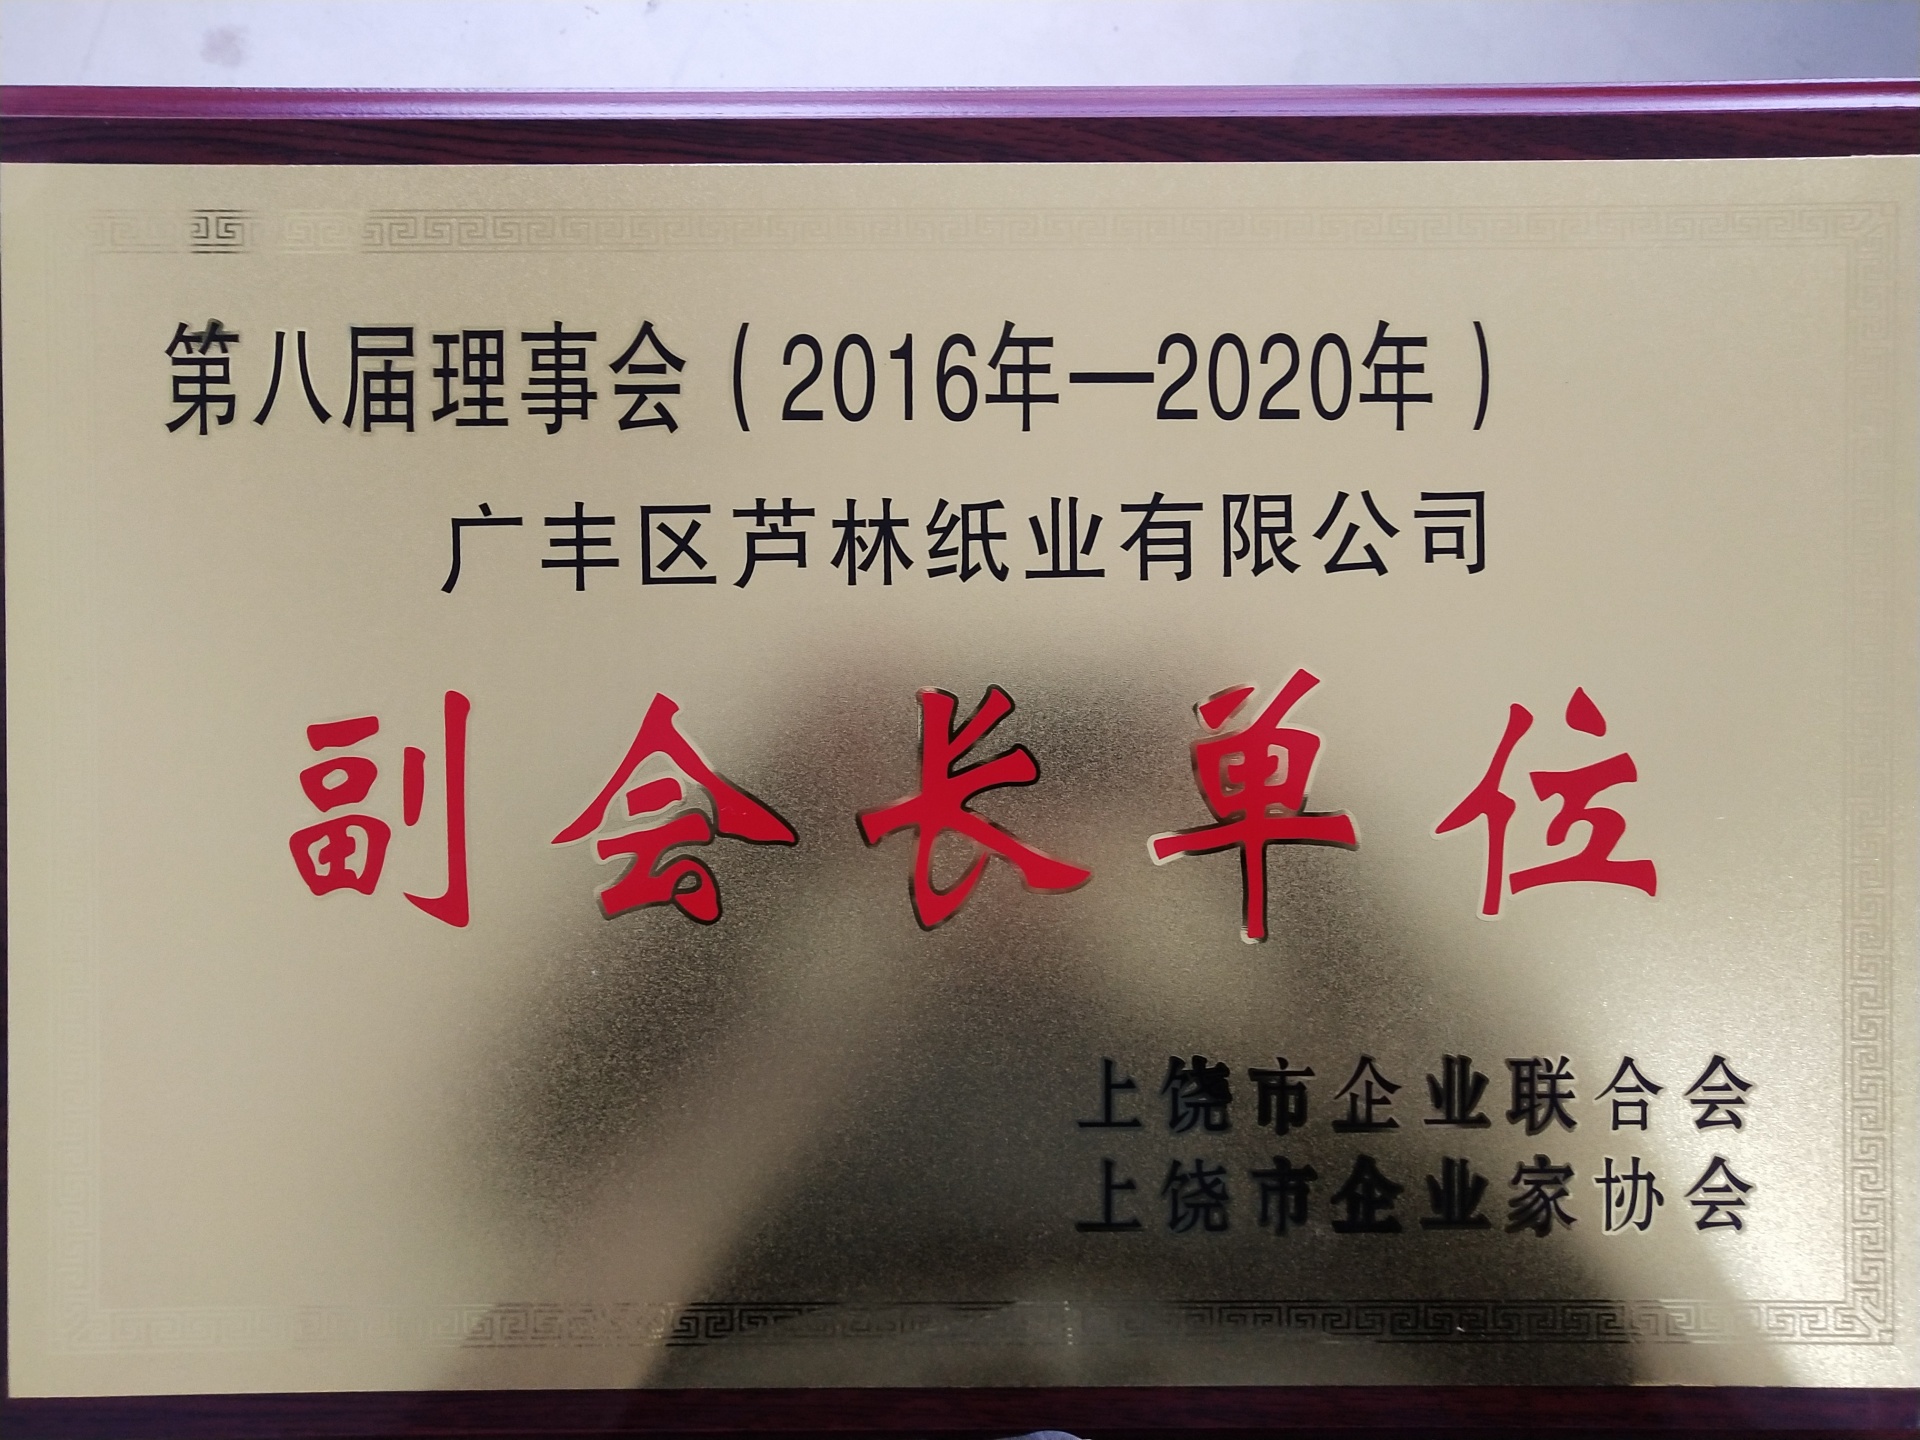 第八届理事会（2016年—2020年）
广丰区芦林纸业有限公司
副会长单位
上饶市企业联合会
上饶市企业家协会